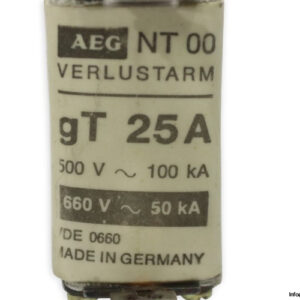 AEG NT 00
VERLUSTARM
gT 25A
500 V ~ 100 kA
660 V ~ 50 kA
VDE 0660
MADE IN GERMANY